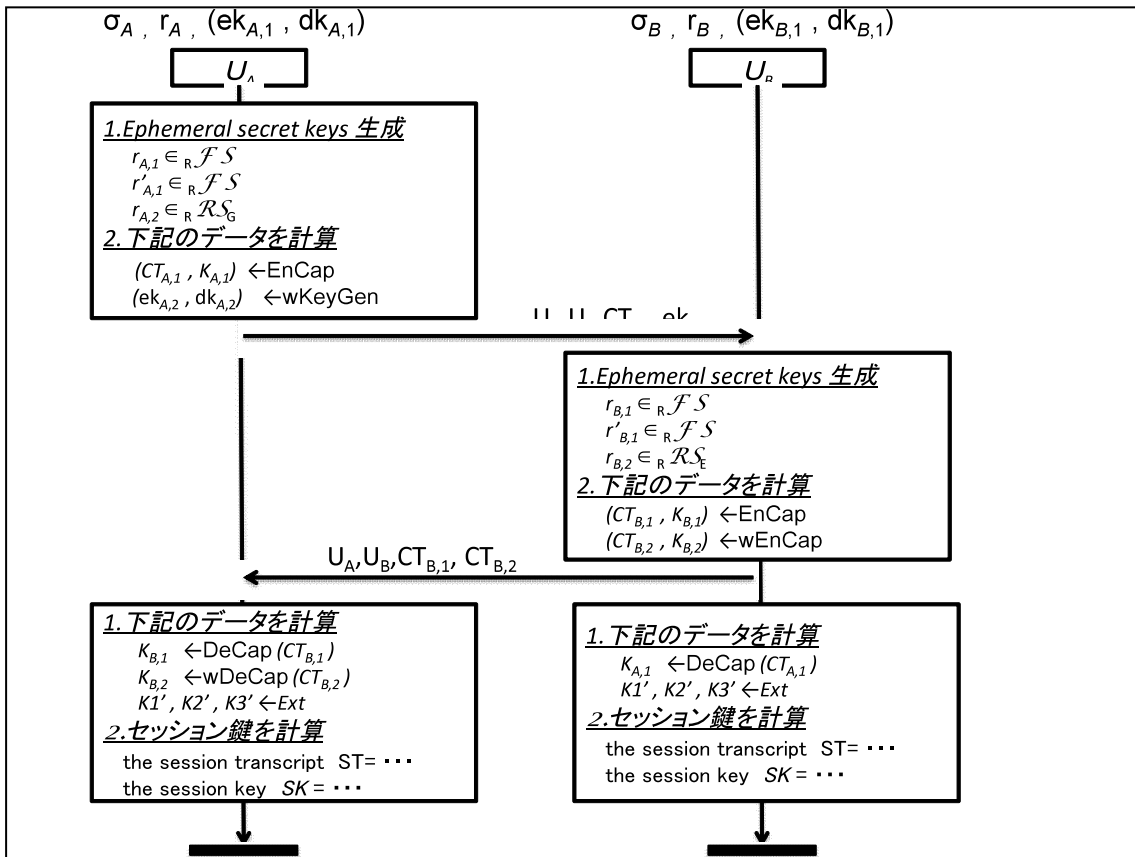 σA , rA , (ekA,1 , dkA,1)
σB , rB , (ekB,1 , dkB,1)
UA
UB
1.Ephemeral secret keys 生成
rA,1 ∈R ℱS
r'A,1 ∈R ℱS
rA,2 ∈R ℛSG
2.下記のデータを計算
(CTA,1 , KA,1) ←EnCap
(ekA,2 , dkA,2) ←wKeyGen
1.Ephemeral secret keys 生成
rB,1 ∈R ℱS
r'B,1 ∈R ℱS
rB,2 ∈R ℛSE
2.下記のデータを計算
(CTB,1 , KB,1) ←EnCap
(CTB,2 , KB,2) ←wEnCap
UA,UB,CTB,1, CTB,2
1.下記のデータを計算
KB,1 ←DeCap (CTB,1)
KB,2 ←wDeCap (CTB,2)
K1' , K2' , K3' ←Ext
2.セッション鍵を計算
the session transcript ST= ・・・
the session key SK = ・・・
1.下記のデータを計算
KA,1 ←DeCap (CTA,1)
K1' , K2' , K3' ←Ext
2.セッション鍵を計算
the session transcript ST= ・・・
the session key SK = ・・・